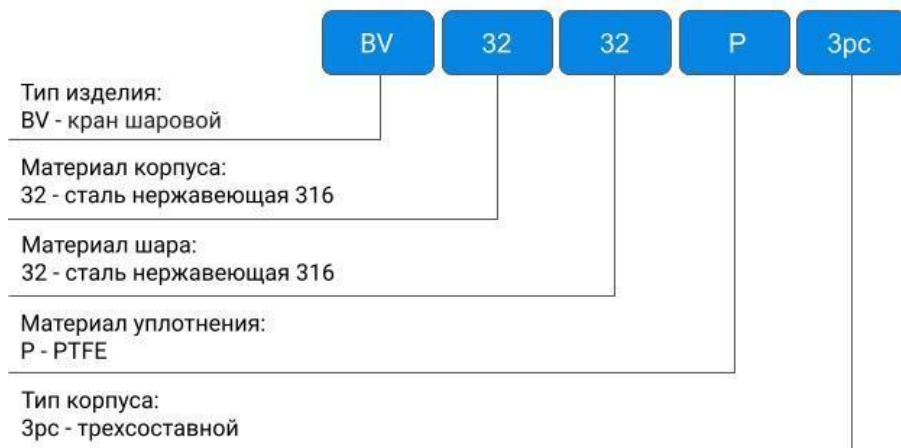 BV 32 32 P 3pc
Тип изделия:
BV - кран шаровой
Материал корпуса:
32 - сталь нержавеющая 316
Материал шара:
32 - сталь нержавеющая 316
Материал уплотнения:
P - PTFE
Тип корпуса:
3pc - трехсоставной